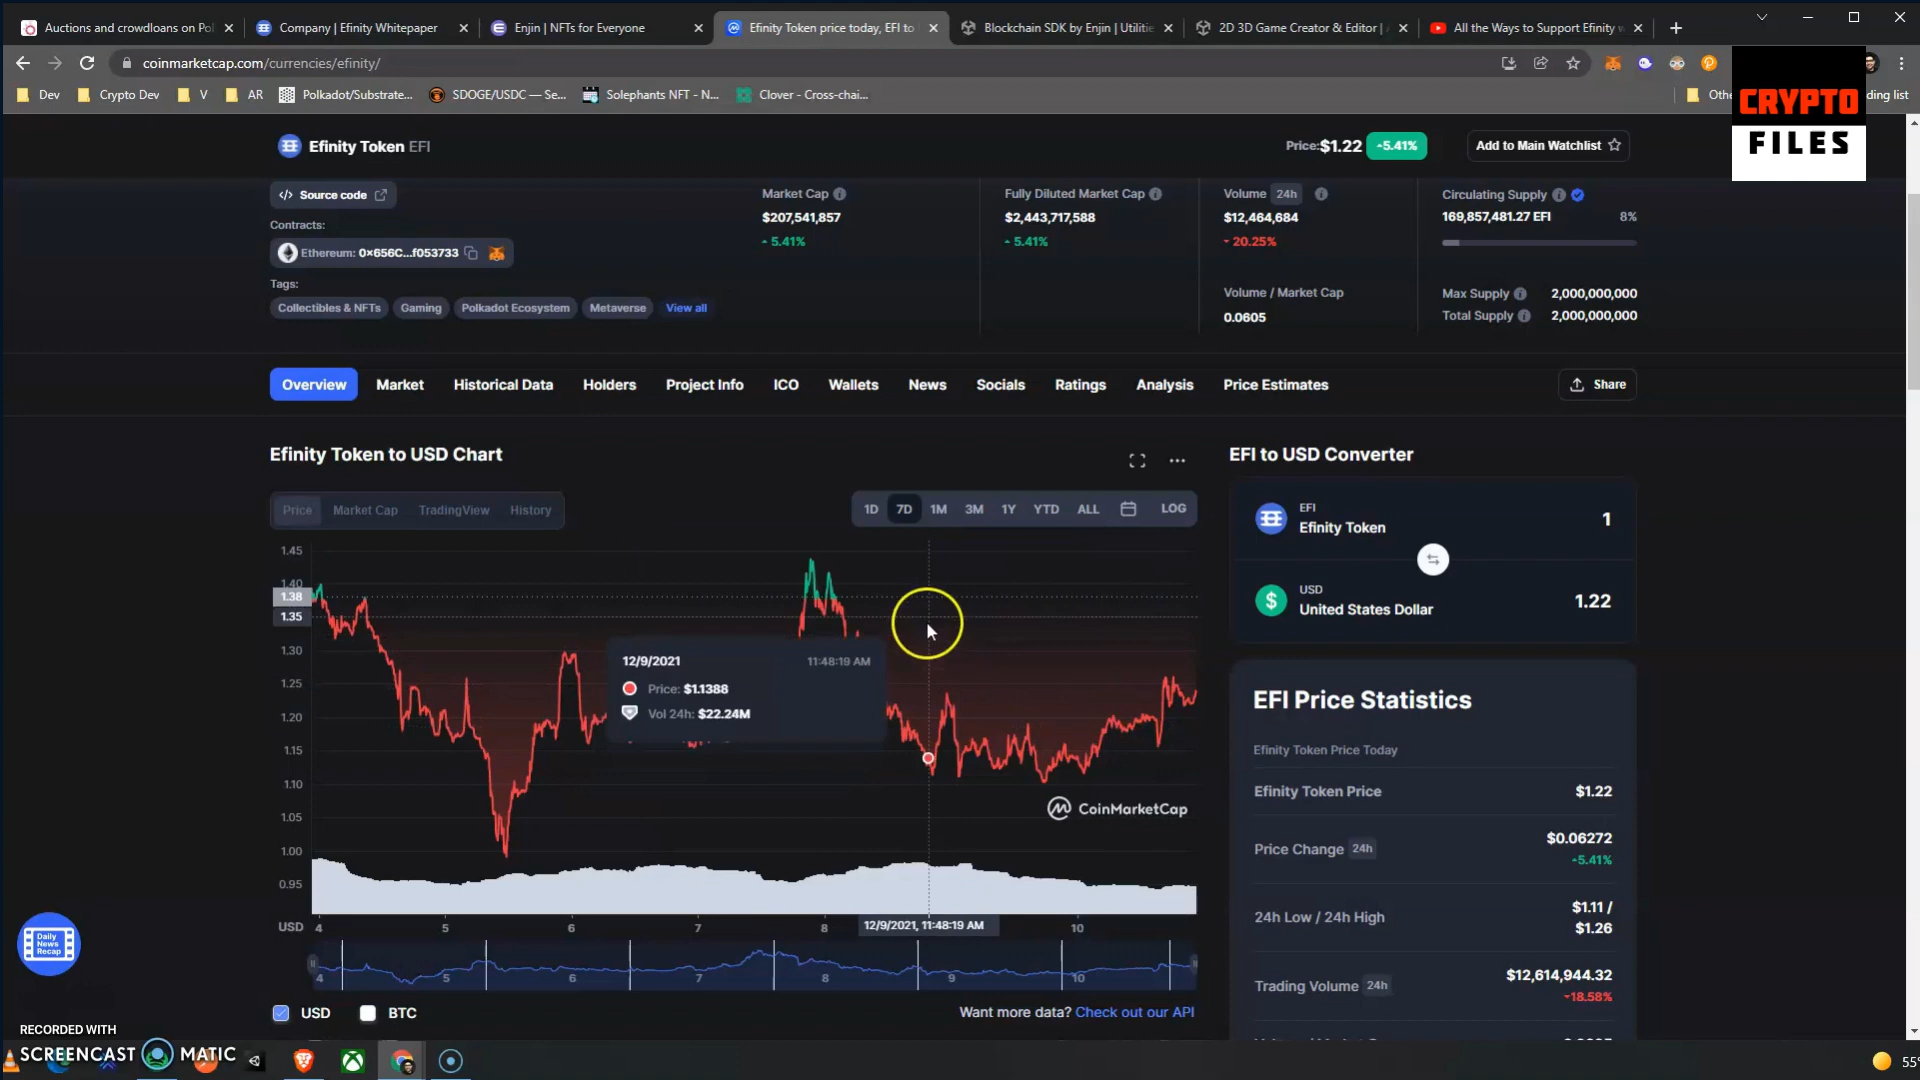 Auctions and crowdloans on Pol
Company | Efinity Whitepaper
Enjin | NFTs for Everyone
Efinity Token price today, EFI to
Blockchain SDK by Enjin | Utilitie
2D 3D Game Creator & Editor |
All the Ways to Support Efinity w
coinmarketcap.com/currencies/efinity/
Dev
Crypto Dev
V
AR
Polkadot/Substrate...
SDOGE/USDC — Se...
Solephants NFT - N...
Clover - Cross-chai...
Othe
ding list
CRYPTO
FILES
Efinity Token EFI
Price: $1.22
5.41%
Add to Main Watchlist
Source code
Contracts:
Ethereum: 0x656C...f053733
Tags:
Collectibles & NFTs
Gaming
Polkadot Ecosystem
Metaverse
View all
Market Cap
$207,541,857
5.41%
Fully Diluted Market Cap
$2,443,717,588
5.41%
Volume 24h
$12,464,684
20.25%
Volume / Market Cap
0.0605
Circulating Supply
169,857,481.27 EFI
8%
Max Supply
2,000,000,000
Total Supply
2,000,000,000
Overview
Market
Historical Data
Holders
Project Info
ICO
Wallets
News
Socials
Ratings
Analysis
Price Estimates
Share
Efinity Token to USD Chart
Price
Market Cap
TradingView
History
1D
7D
1M
3M
1Y
YTD
ALL
LOG
1.45
1.40
1.38
1.35
1.30
1.25
1.20
1.15
1.10
1.05
1.00
0.95
12/9/2021
11:48:19 AM
Price: $1.1388
Vol 24h: $22.24M
CoinMarketCap
USD
4
5
6
7
8
12/9/2021, 11:48:19 AM
10
4
6
7
8
9
10
USD
BTC
Want more data? Check out our API
EFI to USD Converter
EFI
Efinity Token
1
USD
United States Dollar
1.22
EFI Price Statistics
Efinity Token Price Today
Efinity Token Price
$1.22
Price Change 24h
$0.06272
5.41%
24h Low / 24h High
$1.11 /
$1.26
Trading Volume 24h
$12,614,944.32
18.58%
Daily
News
Recap
RECORDED WITH
SCREENCAST MATIC
55°